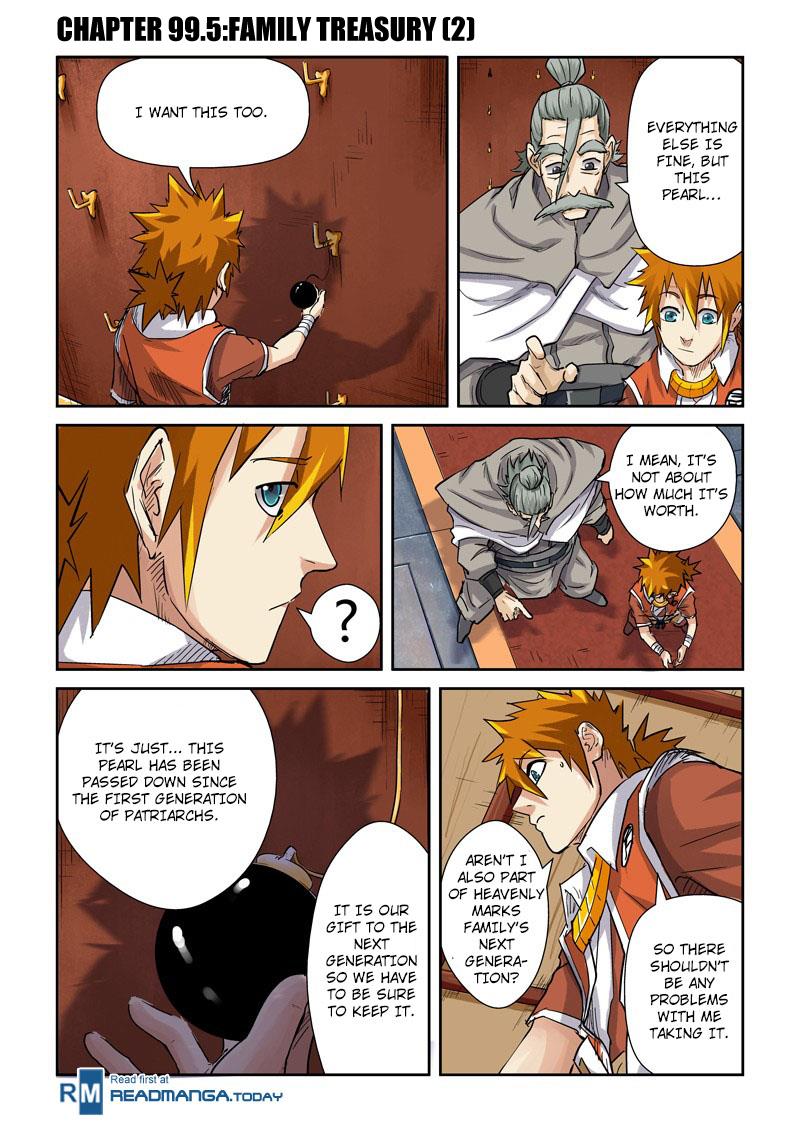 CHAPTER 99.5:FAMILY TREASURY (2)
I WANT THIS TOO.
EVERYTHING
ELSE IS
FINE, BUT
THIS
PEARL...
?
I MEAN, IT'S
NOT ABOUT
HOW MUCH IT'S
WORTH.
IT'S JUST... THIS
PEARL HAS BEEN
PASSED DOWN SINCE
THE FIRST GENERATION
OF PATRIARCHS.
IT IS OUR
GIFT TO THE
NEXT
GENERATION
SO WE HAVE
TO BE SURE
TO KEEP IT.
AREN'T I
ALSO PART
OF HEAVENLY
MARKS
FAMILY'S
NEXT
GENERA-
TION?
SO THERE
SHOULDN'T
BE ANY
PROBLEMS
WITH ME
TAKING IT.
RM
Read first at
READMANGA.TODAY